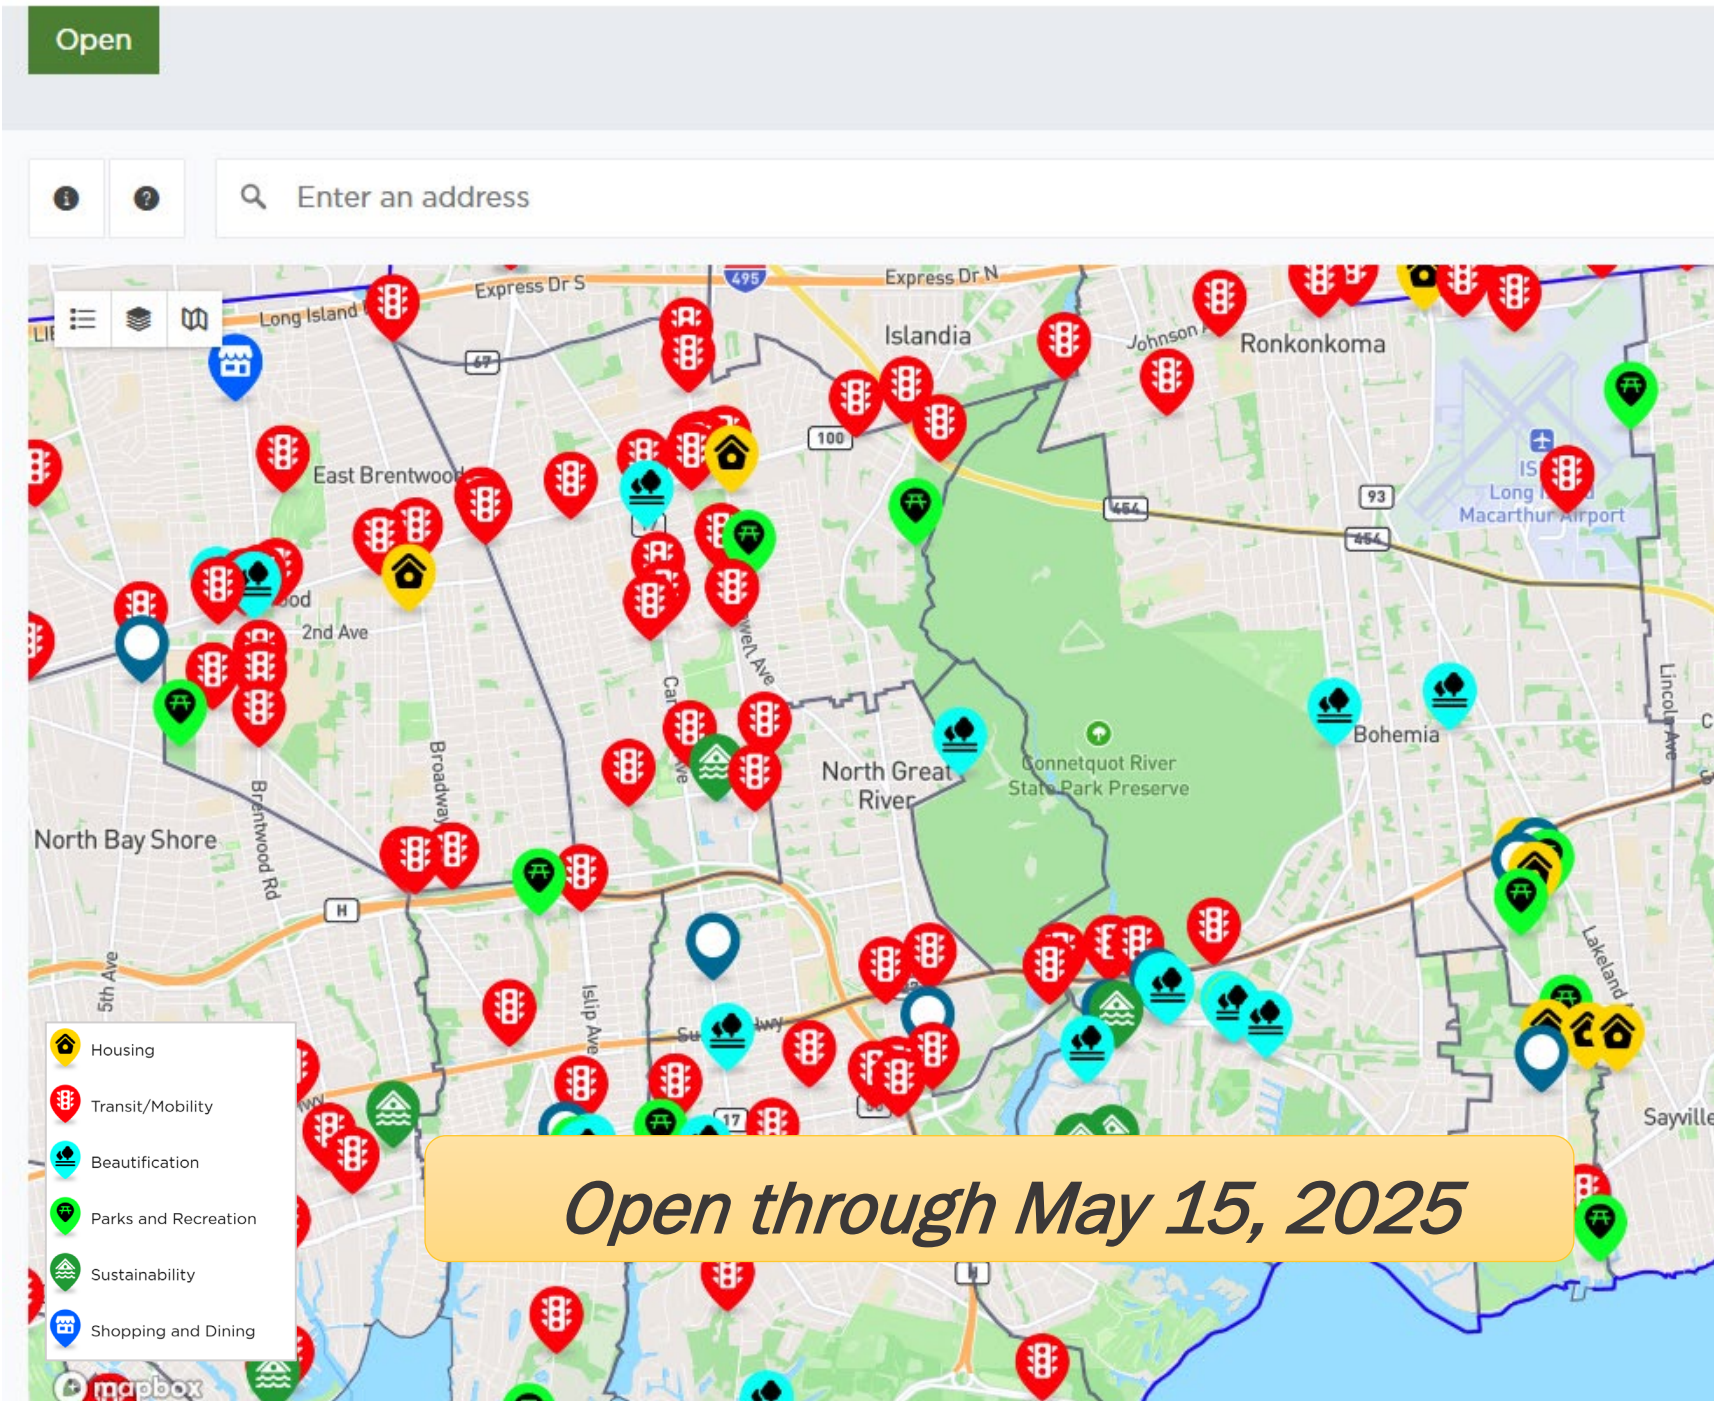 Open
Enter an address
495
Express Dr N
Express Dr S
Long Island
Islandia
Johnson
Ronkonkoma
67
100
East Brentwood
454
93
Long
Macarthur Airport
454
2nd Ave
Lincoln Ave
Bohemia
Connetquot River
State Park Preserve
North Great
River
Broadway
Brentwood Rd
North Bay Shore
H
5th Ave
Islip Ave
Lakeland
17
Sayville
Housing
Transit/Mobility
Beautification
Parks and Recreation
Sustainability
Shopping and Dining
Open through May 15, 2025
H
mapbox